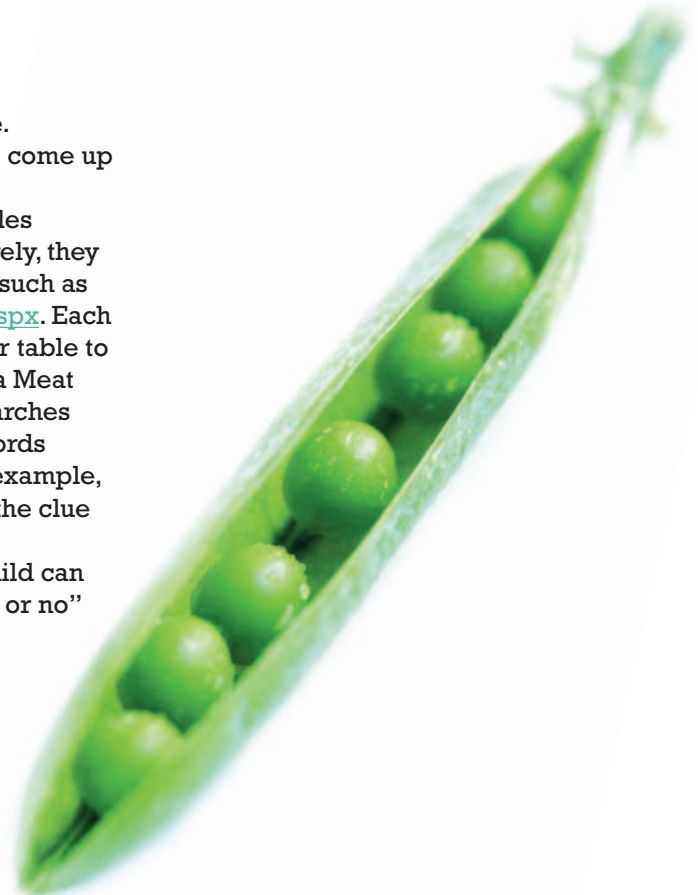 e.
come up
les
ely, they
such as
spx. Each
r table to
a Meat
arches
ords
example,
the clue
ild can
or no”